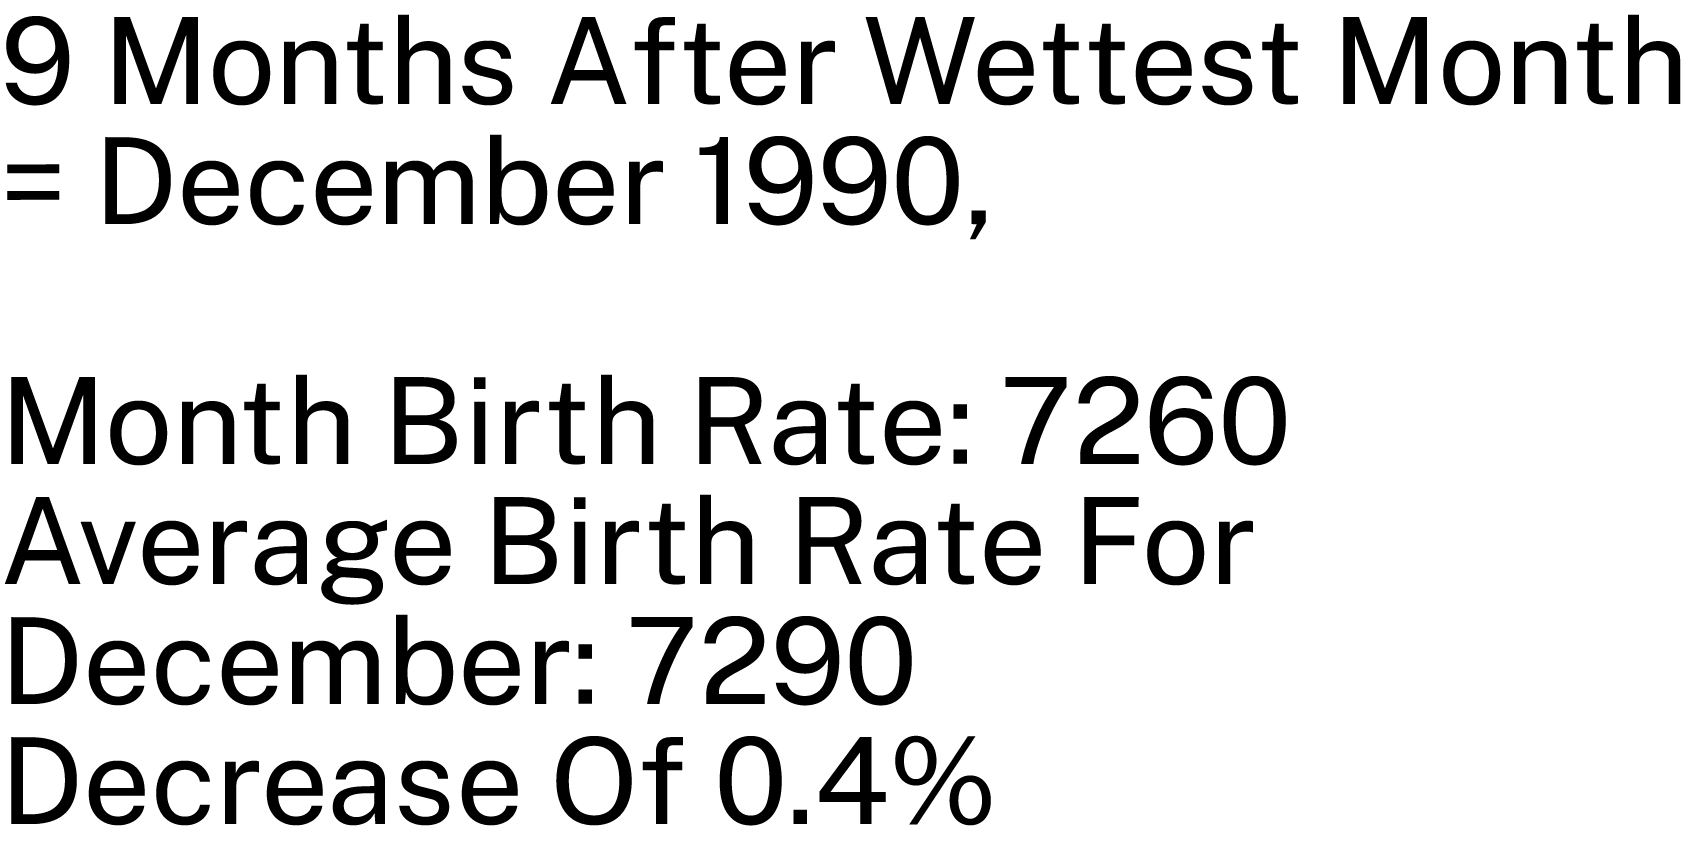 9 Months After Wettest Month
= December 1990,
Month Birth Rate: 7260
Average Birth Rate For
December: 7290
Decrease Of 0.4%